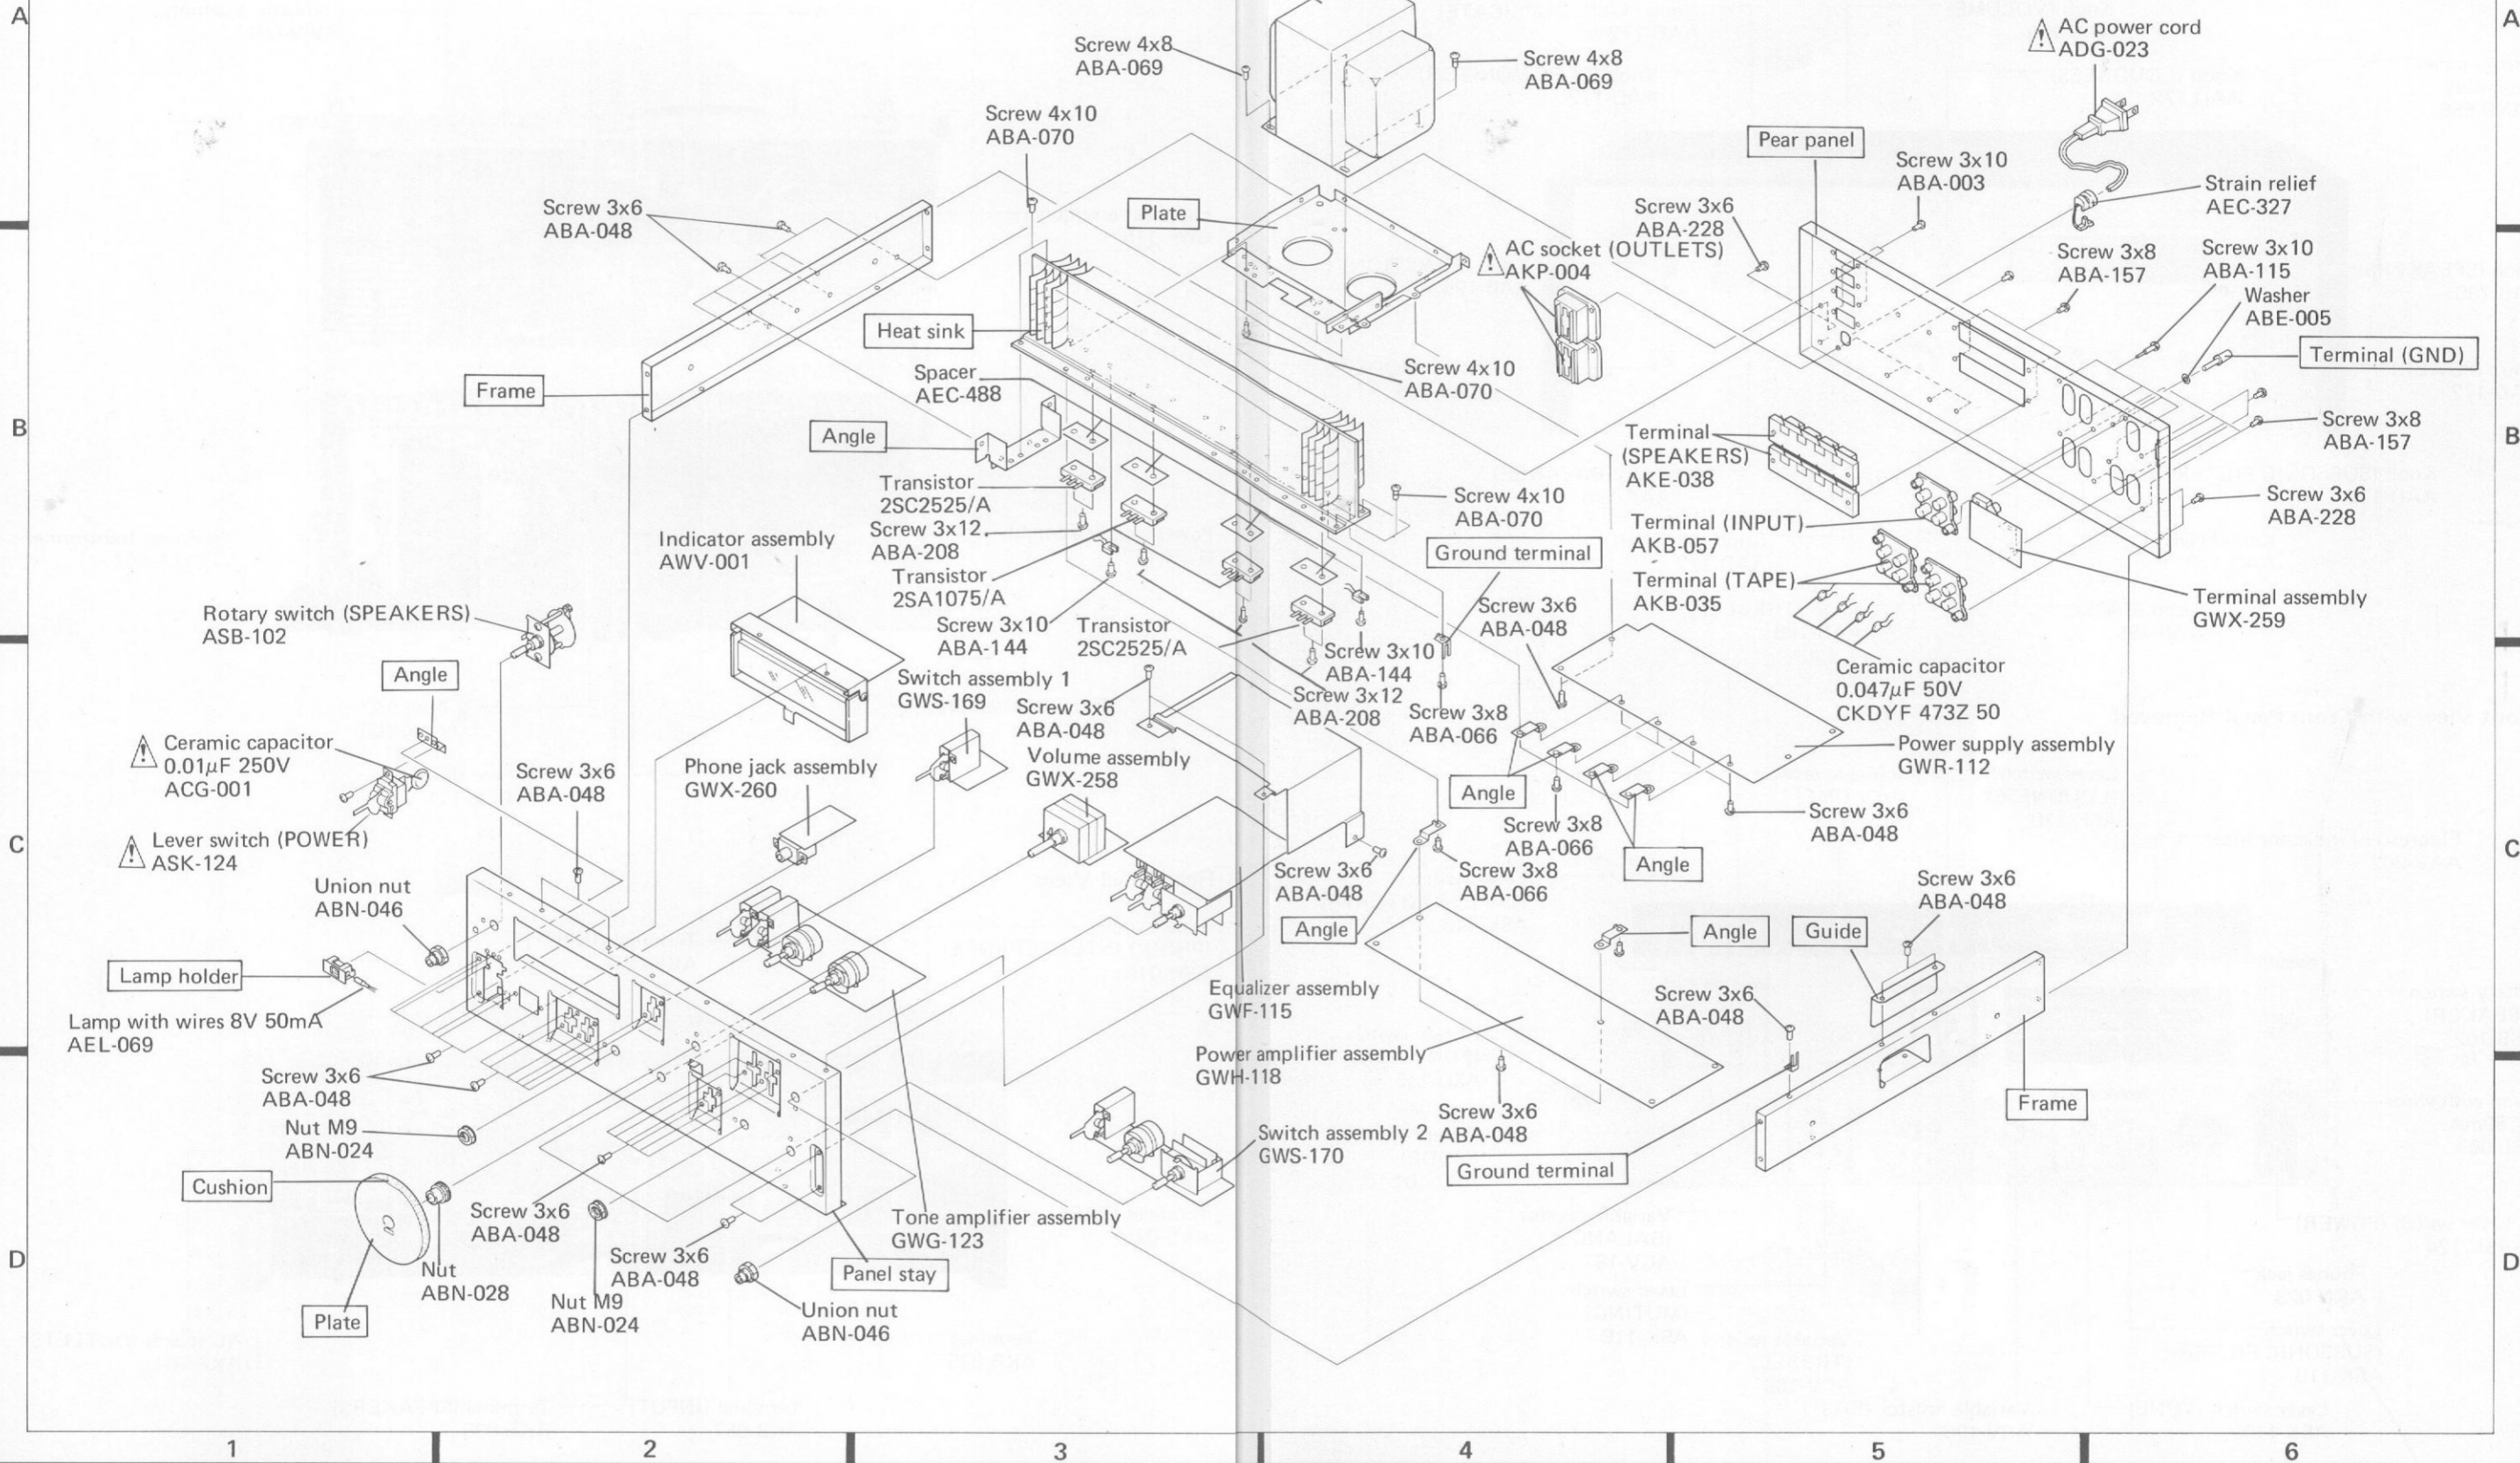 A
A
Screw 4x8
ABA-069
Screw 4x8
ABA-069
AC power cord
ADG-023
Screw 4x10
ABA-070
Pear panel
Screw 3x10
ABA-003
Strain relief
AEC-327
Screw 3x6
ABA-048
Plate
Screw 3x6
ABA-228
AC socket (OUTLETS)
AKP-004
Screw 3x8
ABA-157
Screw 3x10
ABA-115
Washer
ABE-005
Terminal (GND)
Heat sink
Spacer
AEC-488
Screw 4x10
ABA-070
Frame
B
B
Angle
Terminal
(SPEAKERS)
AKE-038
Screw 3x8
ABA-157
Transistor
2SC2525/A
Screw 3x12
ABA-208
Screw 4x10
ABA-070
Screw 3x6
ABA-228
Terminal (INPUT)
AKB-057
Indicator assembly
AWV-001
Ground terminal
Transistor
2SA1075/A
Terminal (TAPE)
AKB-035
Terminal assembly
GWX-259
Rotary switch (SPEAKERS)
ASB-102
Screw 3x10
ABA-144
Transistor
2SC2525/A
Screw 3x6
ABA-048
Screw 3x10
ABA-144
Ceramic capacitor
0.047μF 50V
CKDYF 473Z 50
Angle
Switch assembly 1
GWS-169
Screw 3x6
ABA-048
Screw 3x12
ABA-208
Screw 3x8
ABA-066
Ceramic capacitor
0.01μF 250V
ACG-001
Screw 3x6
ABA-048
Phone jack assembly
GWX-260
Volume assembly
GWX-258
Power supply assembly
GWR-112
Angle
Screw 3x8
ABA-066
Screw 3x6
ABA-048
Lever switch (POWER)
ASK-124
C
C
Angle
Union nut
ABN-046
Screw 3x6
ABA-048
Screw 3x8
ABA-066
Screw 3x6
ABA-048
Angle
Angle
Guide
Lamp holder
Equalizer assembly
GWF-115
Screw 3x6
ABA-048
Lamp with wires 8V 50mA
AEL-069
Power amplifier assembly
GWH-118
Screw 3x6
ABA-048
Frame
Screw 3x6
ABA-048
Nut M9
ABN-024
Switch assembly 2
GWS-170
Ground terminal
Cushion
Screw 3x6
ABA-048
Tone amplifier assembly
GWG-123
D
D
Screw 3x6
ABA-048
Panel stay
Nut
ABN-028
Plate
Nut M9
ABN-024
Union nut
ABN-046
1
2
3
4
5
6